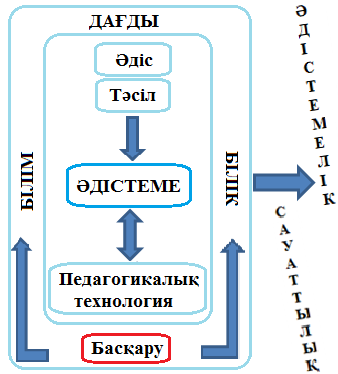 ДАҒДЫ
Әдіс
Тәсіл
БІЛІМ
ӘДІСТЕМЕ
БІЛІК
Педагогикалық
технология
Басқару
ӘДІСТЕМЕЛІК
САУАТТЫЛЫҚ